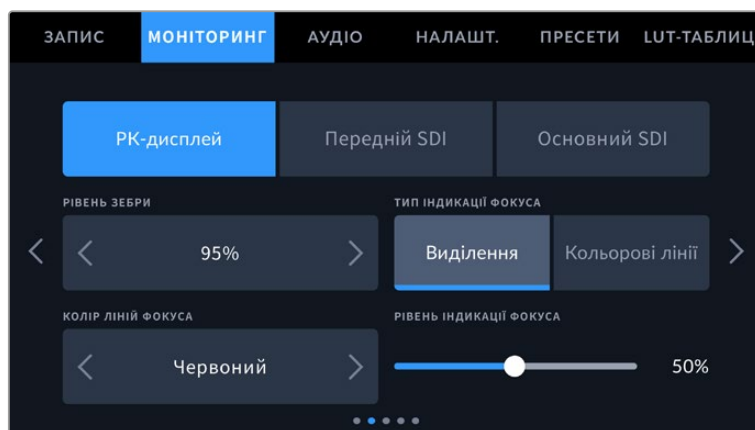 ЗАПИС МОНІТОРИНГ АУДІО НАЛАШТ. ПРЕСЕТИ LUT-ТАБЛИЦ
РК-дисплей Передній SDI Основний SDI
РІВЕНЬ ЗЕБРИ ТИП ІНДИКАЦІЇ ФОКУСА
95% Виділення Кольорові лінії
КОЛІР ЛІНІЙ ФОКУСА РІВЕНЬ ІНДИКАЦІЇ ФОКУСА
Червоний 50%